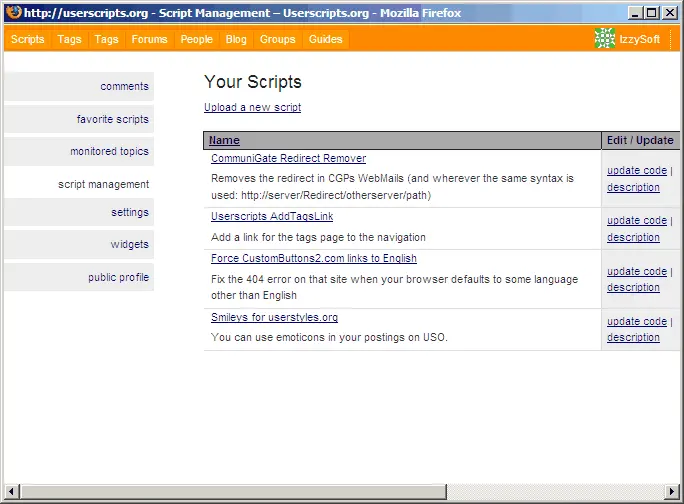 http://userscripts.org - Script Management – Userscripts.org - Mozilla Firefox
Scripts Tags Tags Forums People Blog Groups Guides IzzySoft
comments
favorite scripts
monitored topics
script management
settings
widgets
public profile
Your Scripts
Upload a new script
Name Edit / Update
CommuniGate Redirect Remover
Removes the redirect in CGPs WebMails (and wherever the same syntax is
used: http://server/Redirect/otherserver/path)
update code |
description
Userscripts AddTagsLink
Add a link for the tags page to the navigation
update code |
description
Force CustomButtons2.com links to English
Fix the 404 error on that site when your browser defaults to some language
other than English
update code |
description
Smileys for userstyles.org
You can use emoticons in your postings on USO.
update code |
description